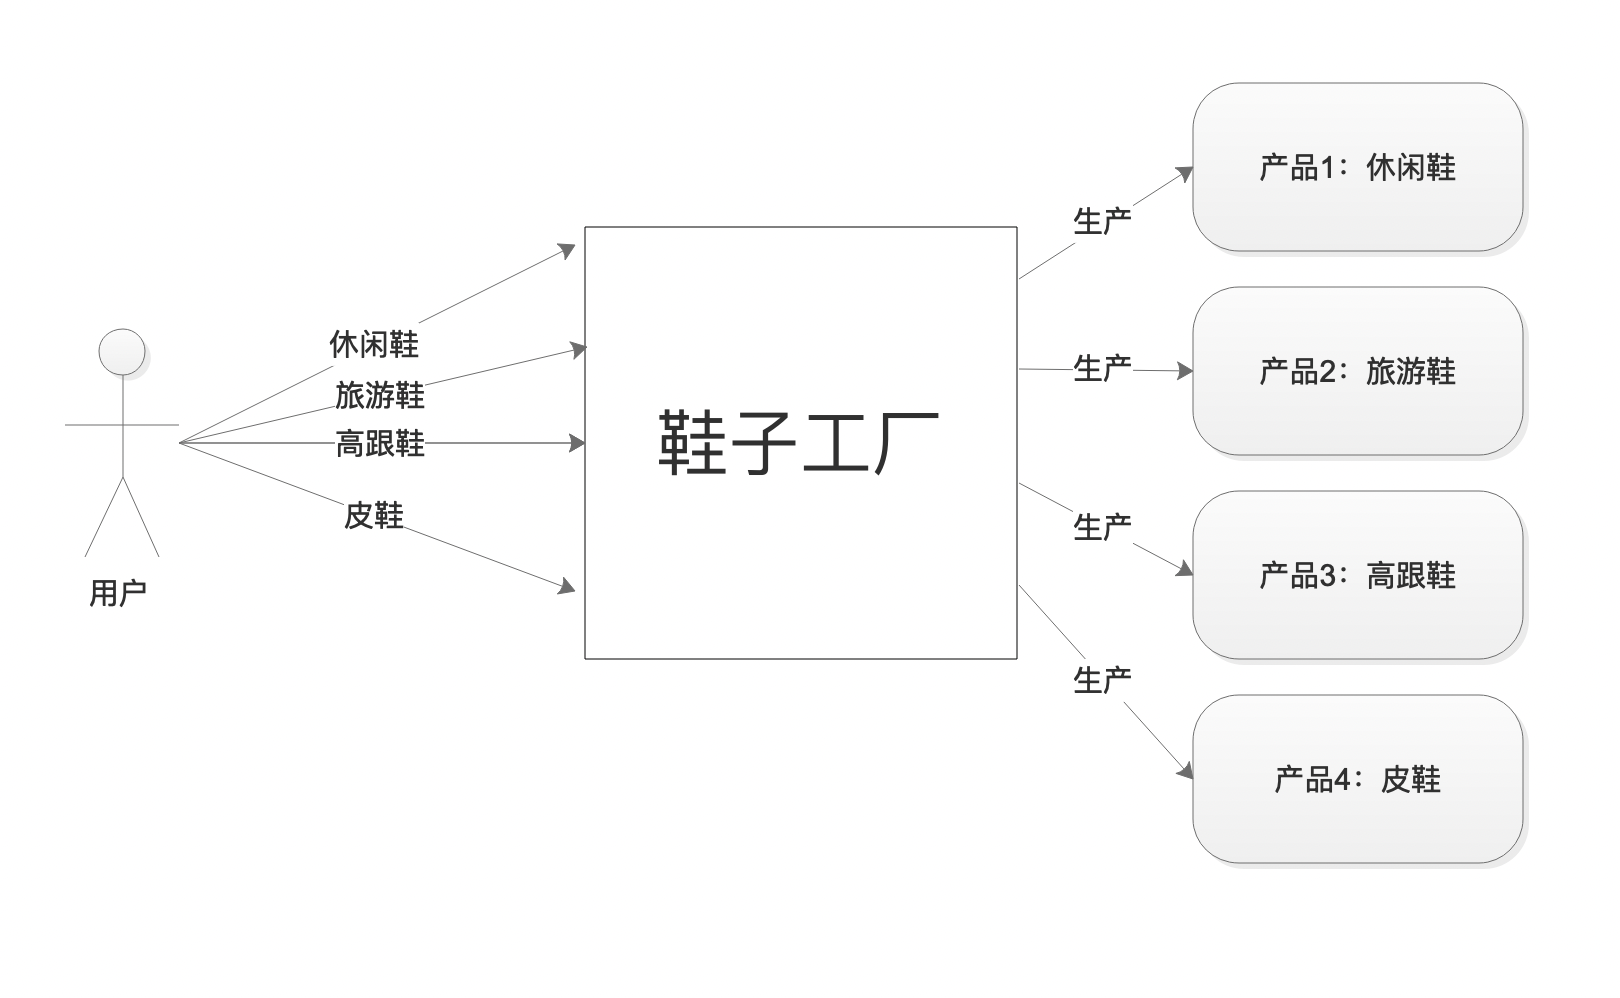 用户
休闲鞋
旅游鞋
高跟鞋
皮鞋
鞋子工厂
生产
生产
生产
生产
产品1：休闲鞋
产品2：旅游鞋
产品3：高跟鞋
产品4：皮鞋